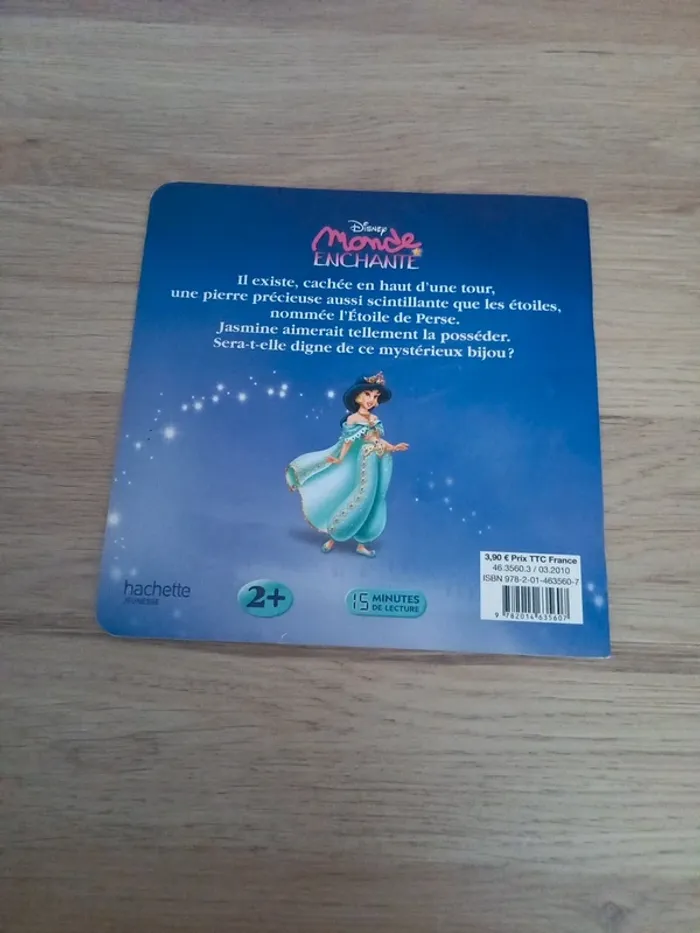 Disney
Monde
ENCHANTÉ
Il existe, cachée en haut d'une tour,
une pierre précieuse aussi scintillante que les étoiles,
nommée l'Étoile de Perse.
Jasmine aimerait tellement la posséder.
Sera-t-elle digne de ce mystérieux bijou ?
hachette
JEUNESSE
2+
15 MINUTES
DE LECTURE
3,90 € Prix TTC France
46.3560.3 / 03.2010
ISBN 978-2-01-463560-7
9 782014 635607